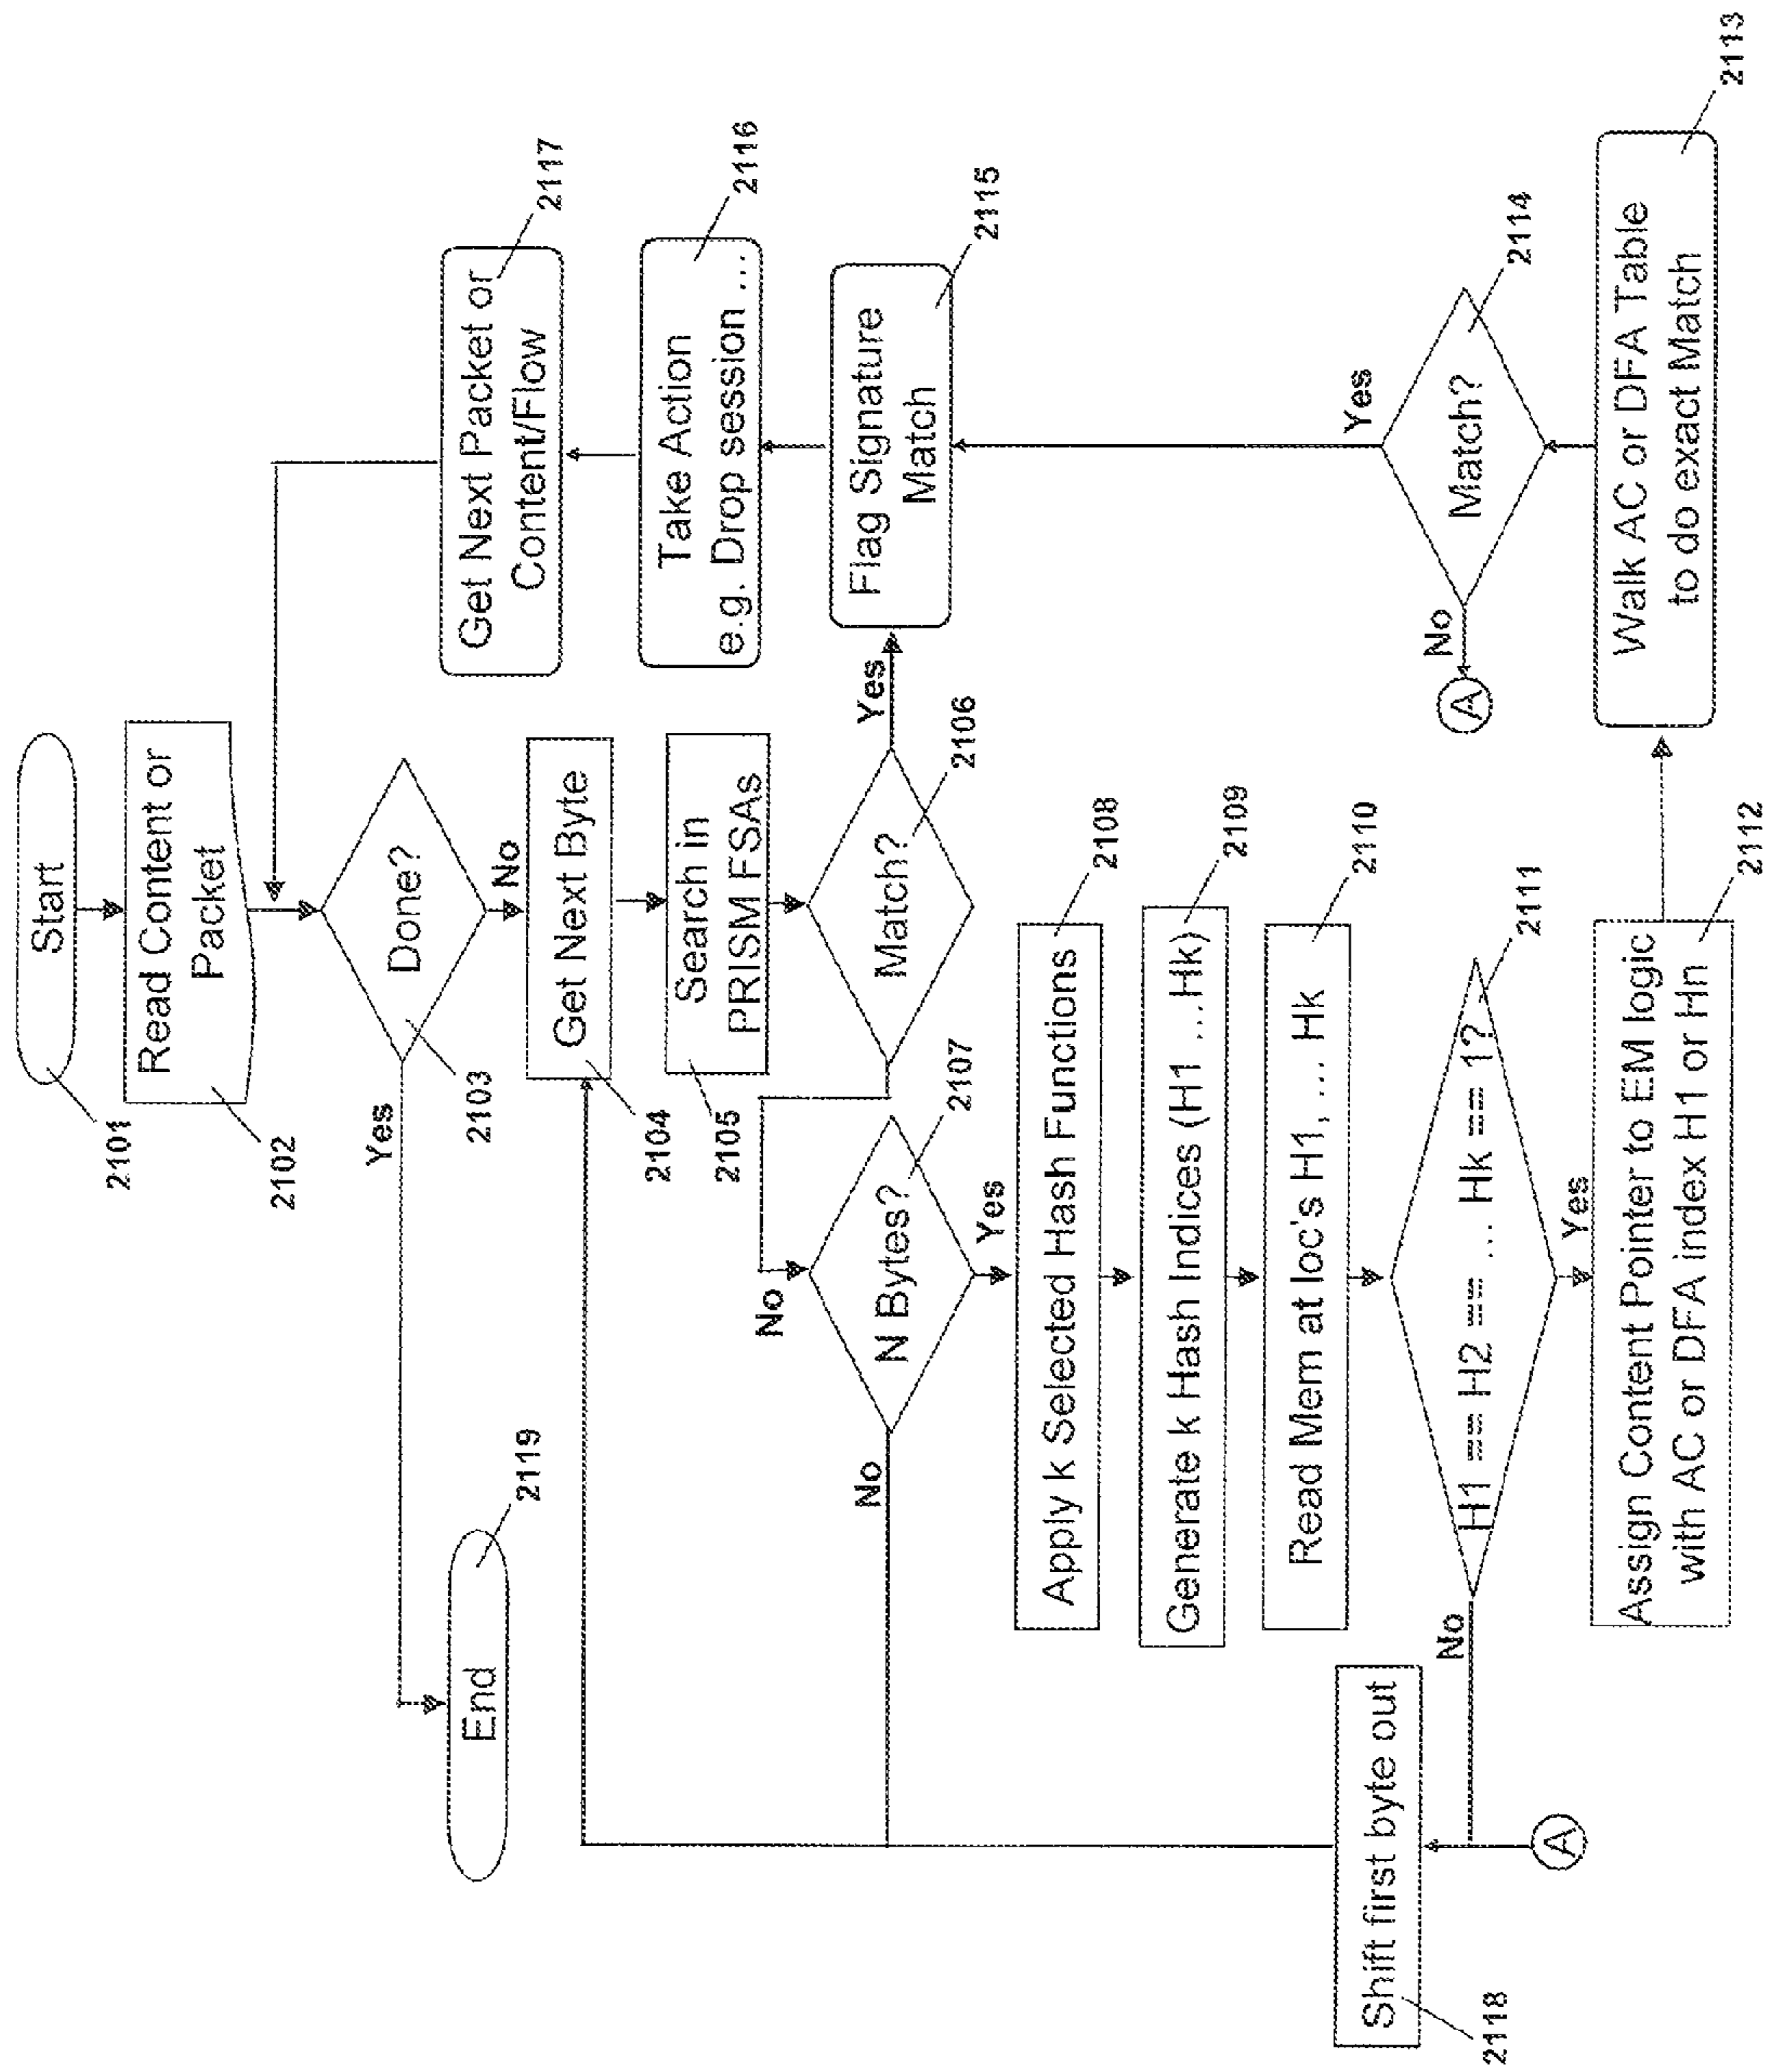 Start
2101
Read Content or
Packet
2102
Done?
2103
Yes
No
End
2119
Get Next Byte
2104
Search in
PRISM FSAs
2105
Match?
2106
Yes
No
N Bytes?
2107
No
Yes
Apply k Selected Hash Functions
2108
Generate k Hash Indices (H1 ...Hk)
2109
Read Mem at loc's H1, ... Hk
2110
H1 == H2 == ... Hk == 1?
2111
No
Yes
Assign Content Pointer to EM logic
with AC or DFA index H1 or Hn
2112
Shift first byte out
2118
A
Get Next Packet or
Content/Flow
2117
Take Action
e.g. Drop session ...
2116
Flag Signature
Match
2115
Yes
Match?
2114
No
A
Walk AC or DFA Table
to do exact Match
2113